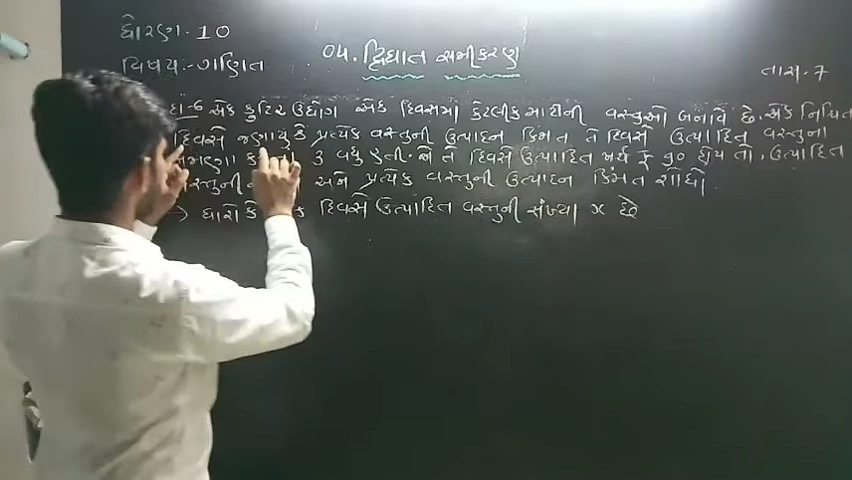 ધોરણ. 10
04. દ્વિઘાત સમીકરણ
વિષય:- ગણિત
તાસ. 7
દા-6 એક કુટિર ઉદ્યોગ એક દિવસમાં કેટલીક માટીની વસ્તુઓ બનાવે છે. એક નિશ્ચિત
દિવસે જણાયું કે પ્રત્યેક વસ્તુની ઉત્પાદન કિંમત તે દિવસે ઉત્પાદિત વસ્તુના
3 વધુ હતી. જો તે દિવસે ઉત્પાદિત ખર્ચ ₹ 90 હોય તો, ઉત્પાદિત
અને પ્રત્યેક વસ્તુની ઉત્પાદન કિંમત શોધો.
→ ધારોકે દિવસે ઉત્પાદિત વસ્તુની સંખ્યા x છે